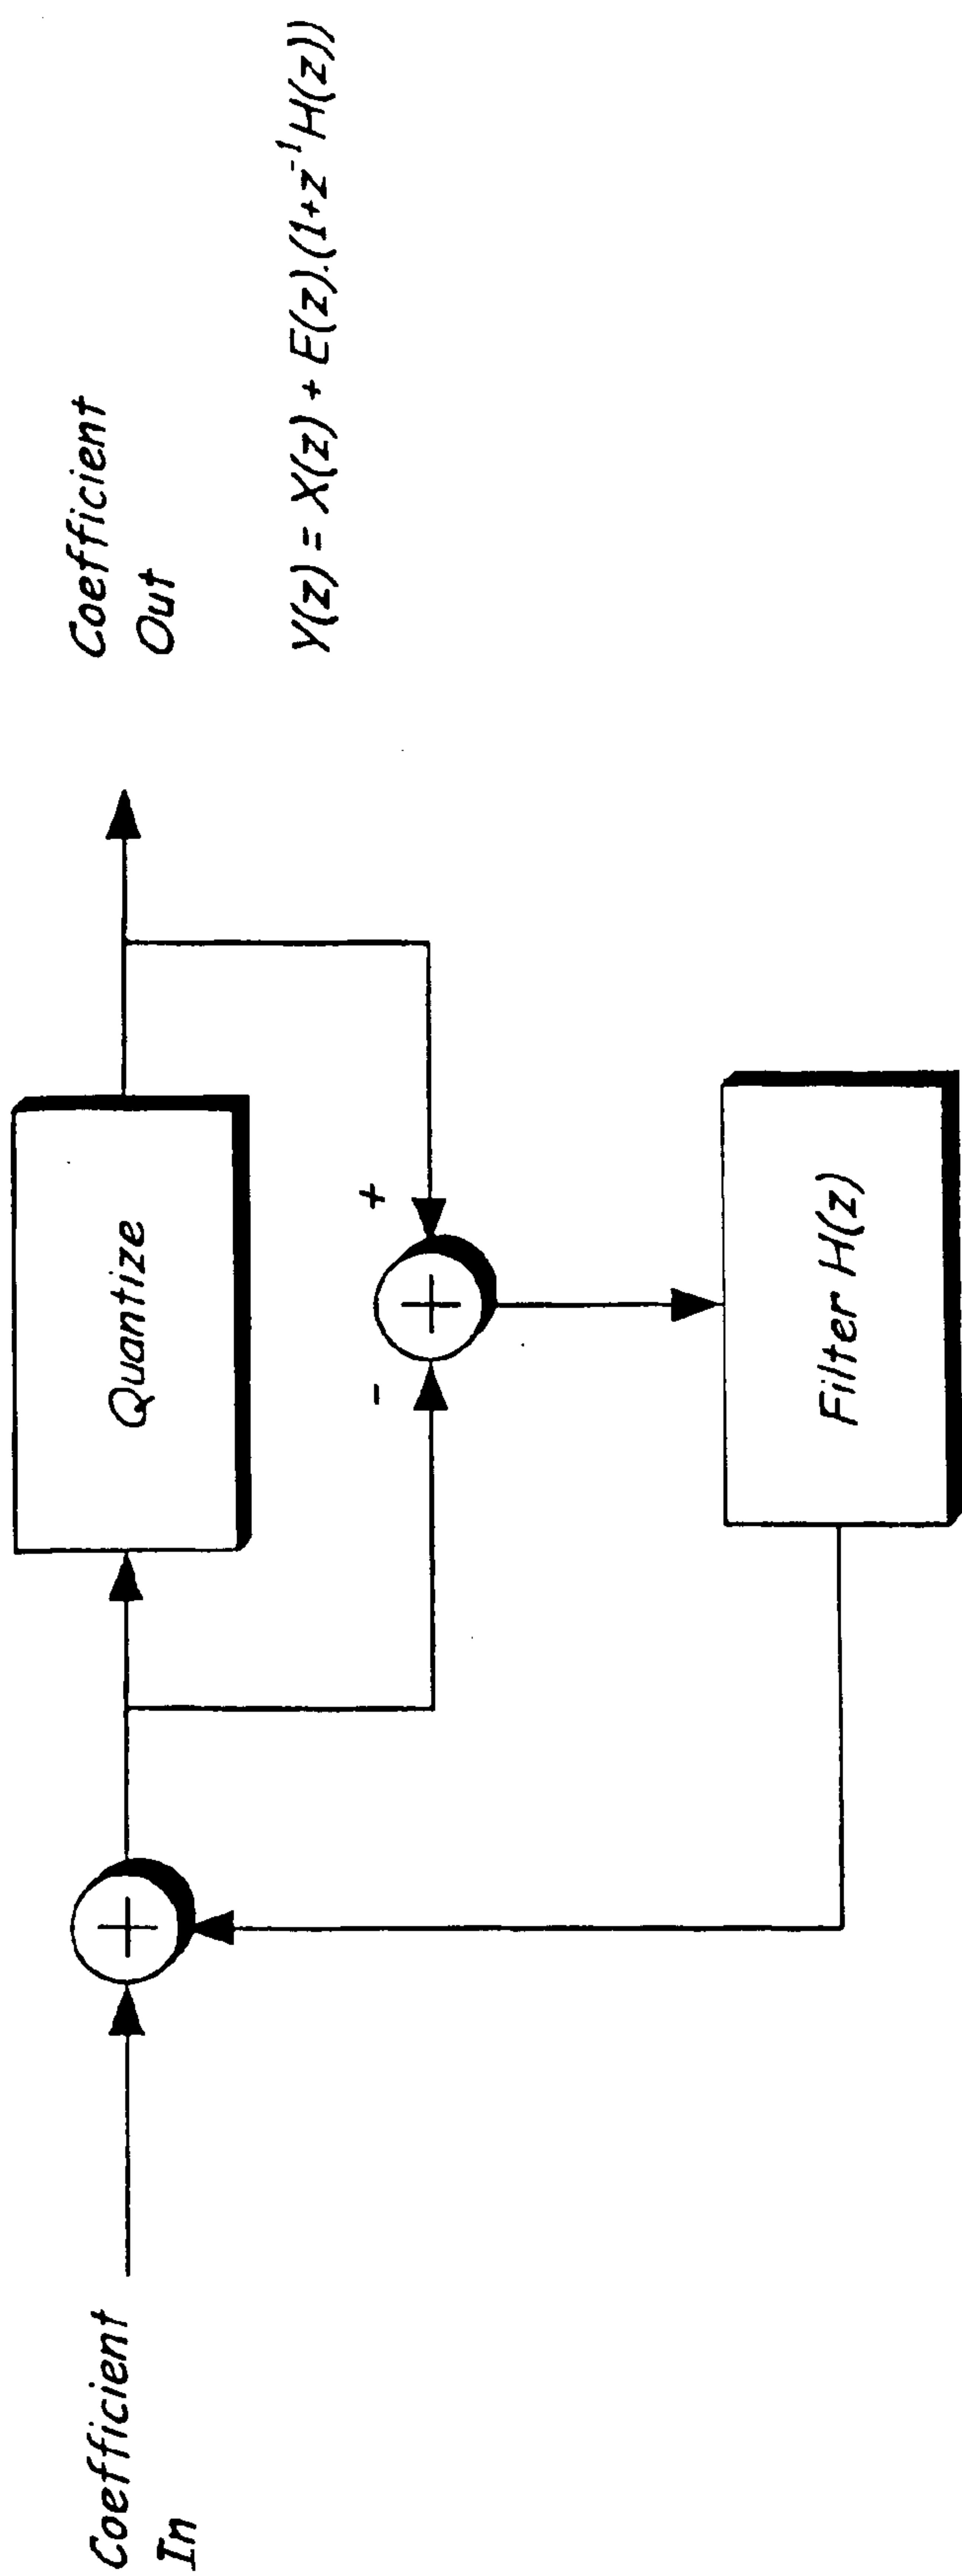 Coefficient
In
Quantize
-
+
Filter H(z)
Coefficient
Out
Y(z) = X(z) + E(z).(1+z⁻¹H(z))